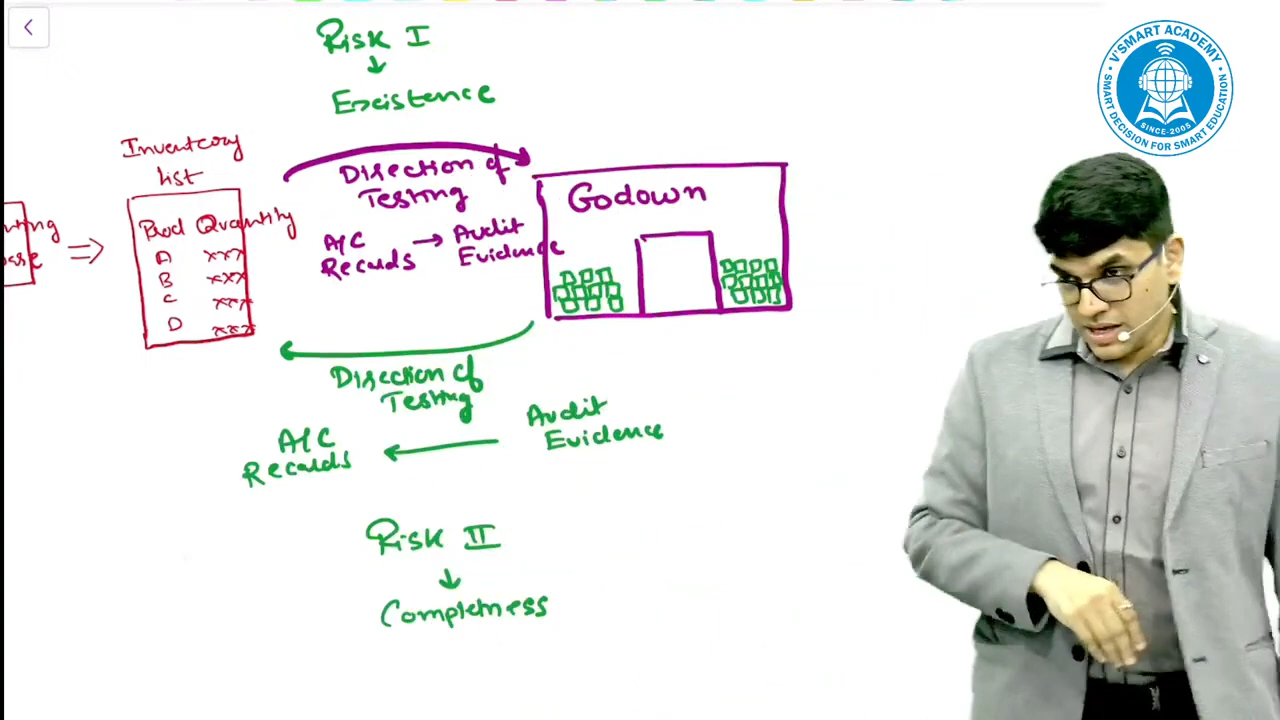 Risk I
Existence
Inventory
list
Prod Quantity
A xxx
B xxx
C xxx
D xxx
Direction of
Testing
A/C
Records → Audit
Evidence
Godown
Direction of
Testing
Audit
Evidence
A/C
Records
Risk II
Completness
V'SMART ACADEMY
SINCE-2005
SMART DECISION FOR SMART EDUCATION